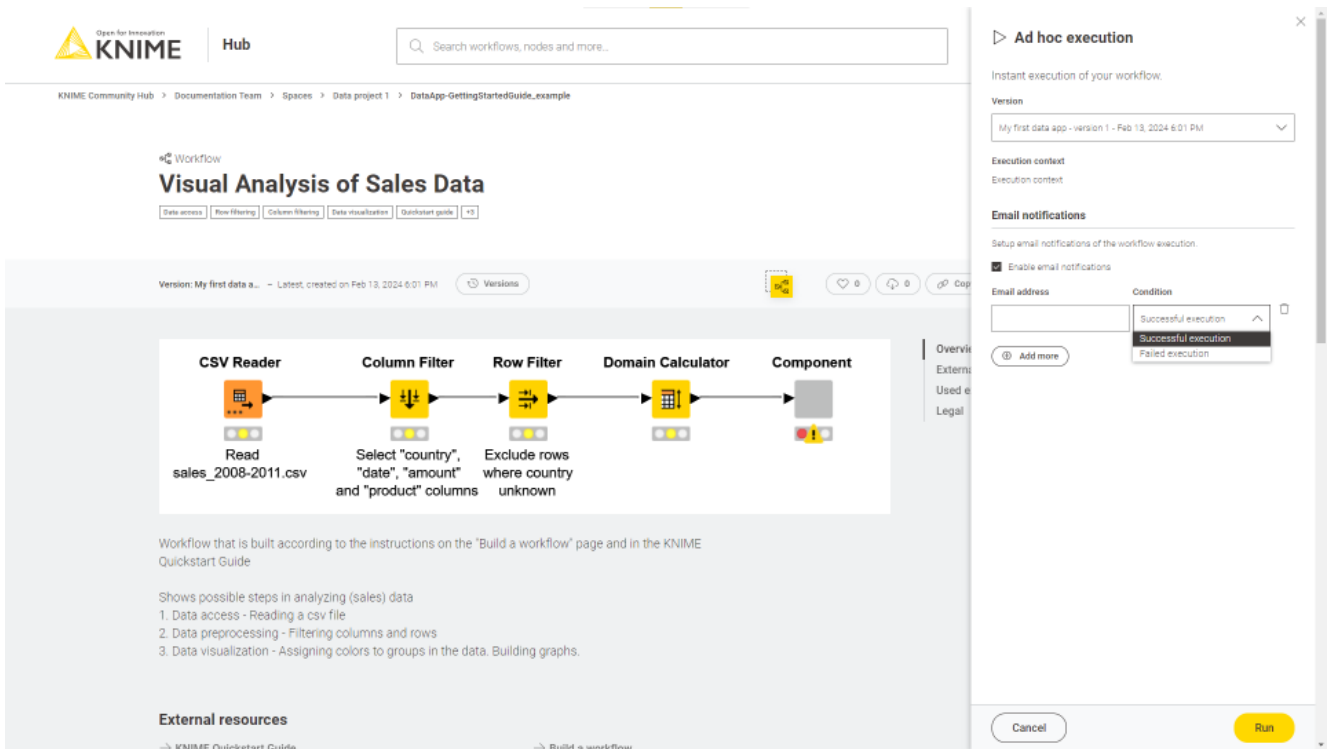 Open for Innovation
KNIME
Hub
Search workflows, nodes and more...
KNIME Community Hub > Documentation Team > Spaces > Data project 1 > DataApp-GettingStartedGuide_example
Workflow
Visual Analysis of Sales Data
Data access Row filtering Column filtering Data visualization Quickstart guide +3
Version: My first data a... – Latest, created on Feb 13, 2024 6:01 PM Versions 0 0 Cop
CSV Reader Column Filter Row Filter Domain Calculator Component
Read
sales_2008-2011.csv
Select "country",
"date", "amount"
and "product" columns
Exclude rows
where country
unknown
Overvie
Externa
Used e
Legal
Workflow that is built according to the instructions on the "Build a workflow" page and in the KNIME
Quickstart Guide
Shows possible steps in analyzing (sales) data
1. Data access - Reading a csv file
2. Data preprocessing - Filtering columns and rows
3. Data visualization - Assigning colors to groups in the data. Building graphs.
External resources
KNIME Quickstart Guide Build a workflow
Ad hoc execution
Instant execution of your workflow.
Version
My first data app - version 1 - Feb 13, 2024 6:01 PM
Execution context
Execution context
Email notifications
Setup email notifications of the workflow execution.
Enable email notifications
Email address Condition
Successful execution
Successful execution
Failed execution
Add more
Cancel Run